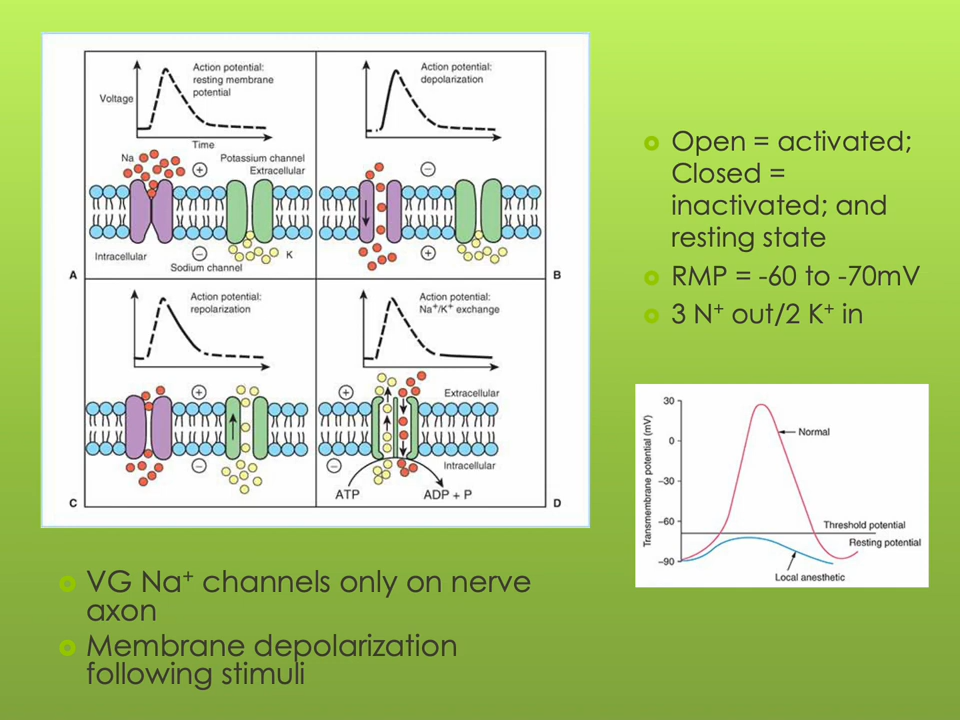 Action potential:
resting membrane
potential
Voltage
Time
Na
+
Potassium channel
Extracellular
Intracellular
−
K
Sodium channel
A
Action potential:
depolarization
−
+
B
Action potential:
repolarization
+
−
C
Action potential:
Na+/K+ exchange
+
Extracellular
−
Intracellular
ATP
ADP + P
D
Open = activated;
Closed =
inactivated; and
resting state
RMP = -60 to -70mV
3 N+ out/2 K+ in
Transmembrane potential (mV)
30
0
−30
−60
−90
Normal
Threshold potential
Resting potential
Local anesthetic
VG Na+ channels only on nerve
axon
Membrane depolarization
following stimuli